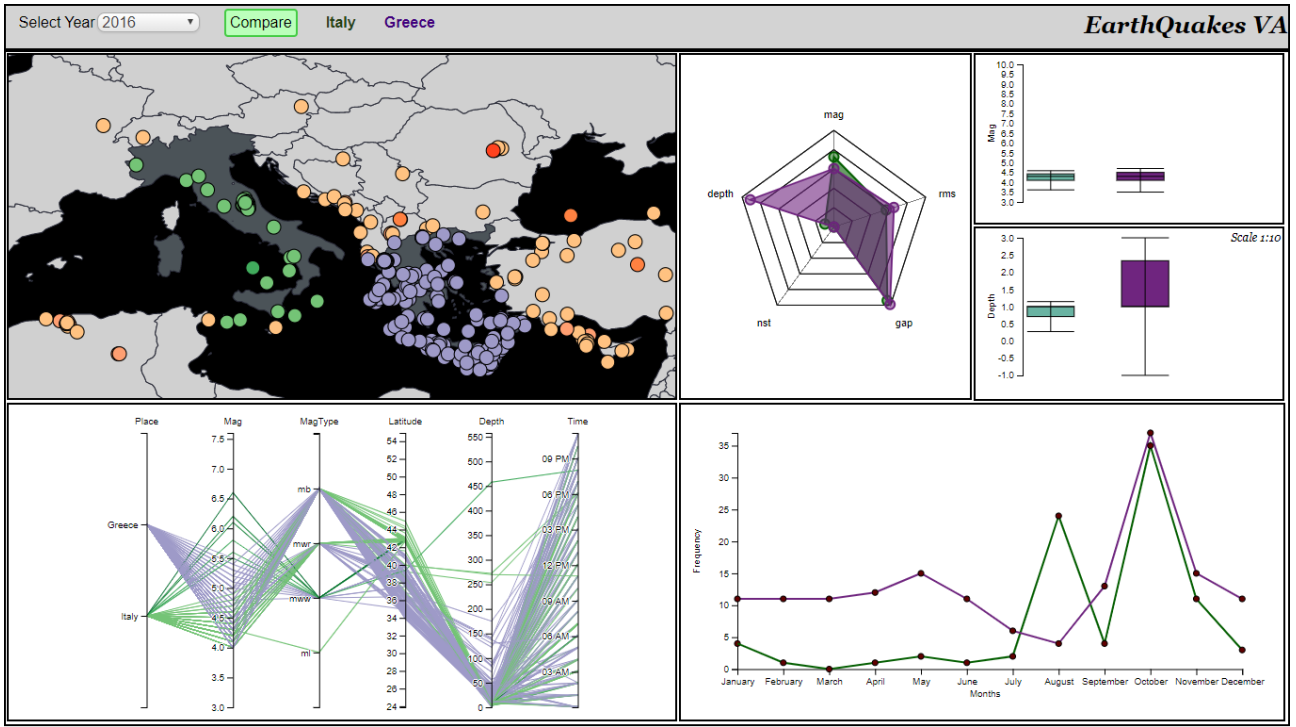 Select Year 2016 Compare Italy Greece EarthQuakes VA
mag
depth
rms
nst
gap
Mag
10.0
9.5
9.0
8.5
8.0
7.5
7.0
6.5
6.0
5.5
5.0
4.5
4.0
3.5
3.0
Scale 1:10
Depth
3.0
2.5
2.0
1.5
1.0
0.5
0.0
-0.5
-1.0
Place Mag MagType Latitude Depth Time
Greece
Italy
7.5
7.0
6.5
6.0
5.5
5.0
4.5
4.0
3.5
3.0
mb
mwr
mww
ml
54
52
50
48
46
44
42
40
38
36
34
32
30
28
26
24
550
500
450
400
350
300
250
200
150
100
50
0
09 PM
06 PM
03 PM
12 PM
09 AM
06 AM
03 AM
Frequency
35
30
25
20
15
10
5
0
January February March April May June July August September October November December
Months